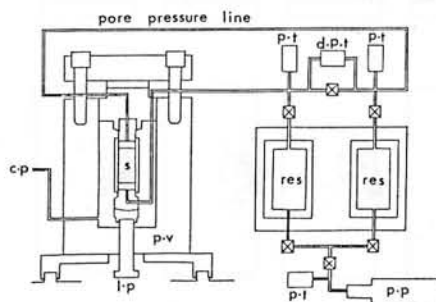 pore pressure line
p·t
d.p.t
p·t
s
c·p
res
res
p·v
l·p
p·t
p·p